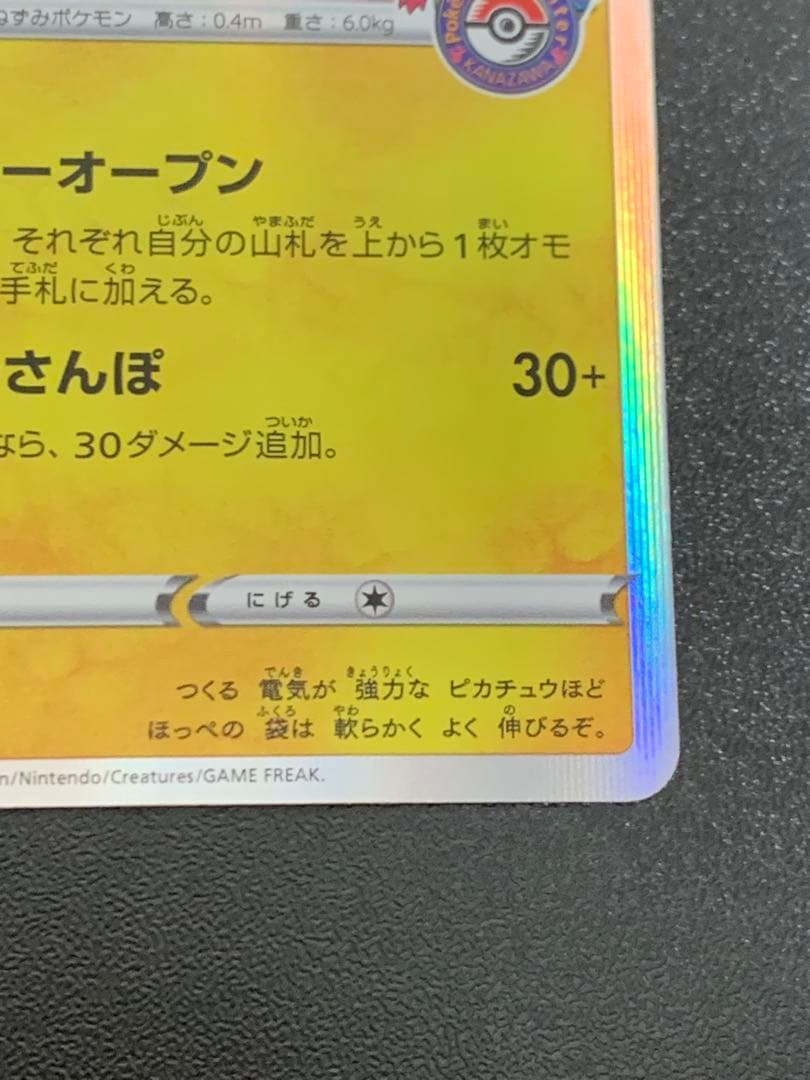 ねずみポケモン 高さ：0.4m 重さ：6.0kg
KANAZAWA
ーオープン
それぞれ自分の山札を上から1枚オモ
手札に加える。
さんぽ 30+
なら、30ダメージ追加。
にげる
つくる 電気が 強力な ピカチュウほど
ほっぺの 袋は 軟らかく よく 伸びるぞ。
n/Nintendo/Creatures/GAME FREAK.